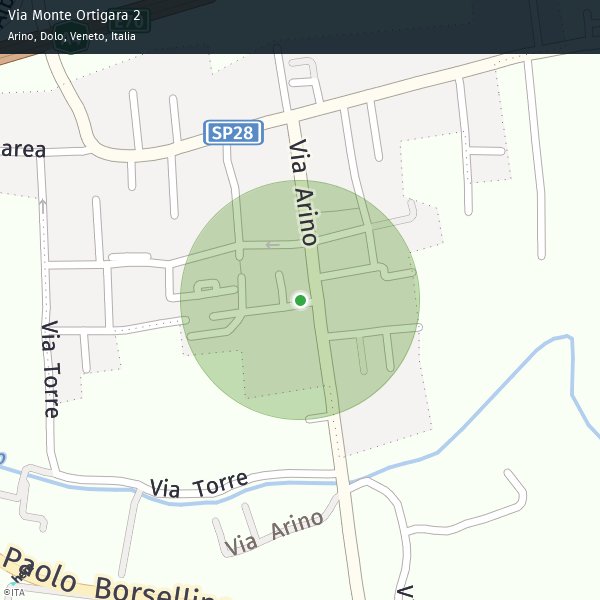 Via Monte Ortigara 2
Arino, Dolo, Veneto, Italia
SP28
area
Via Arino
Via Torre
Via Torre
Via Arino
Paolo Borsellin
V
©ITA